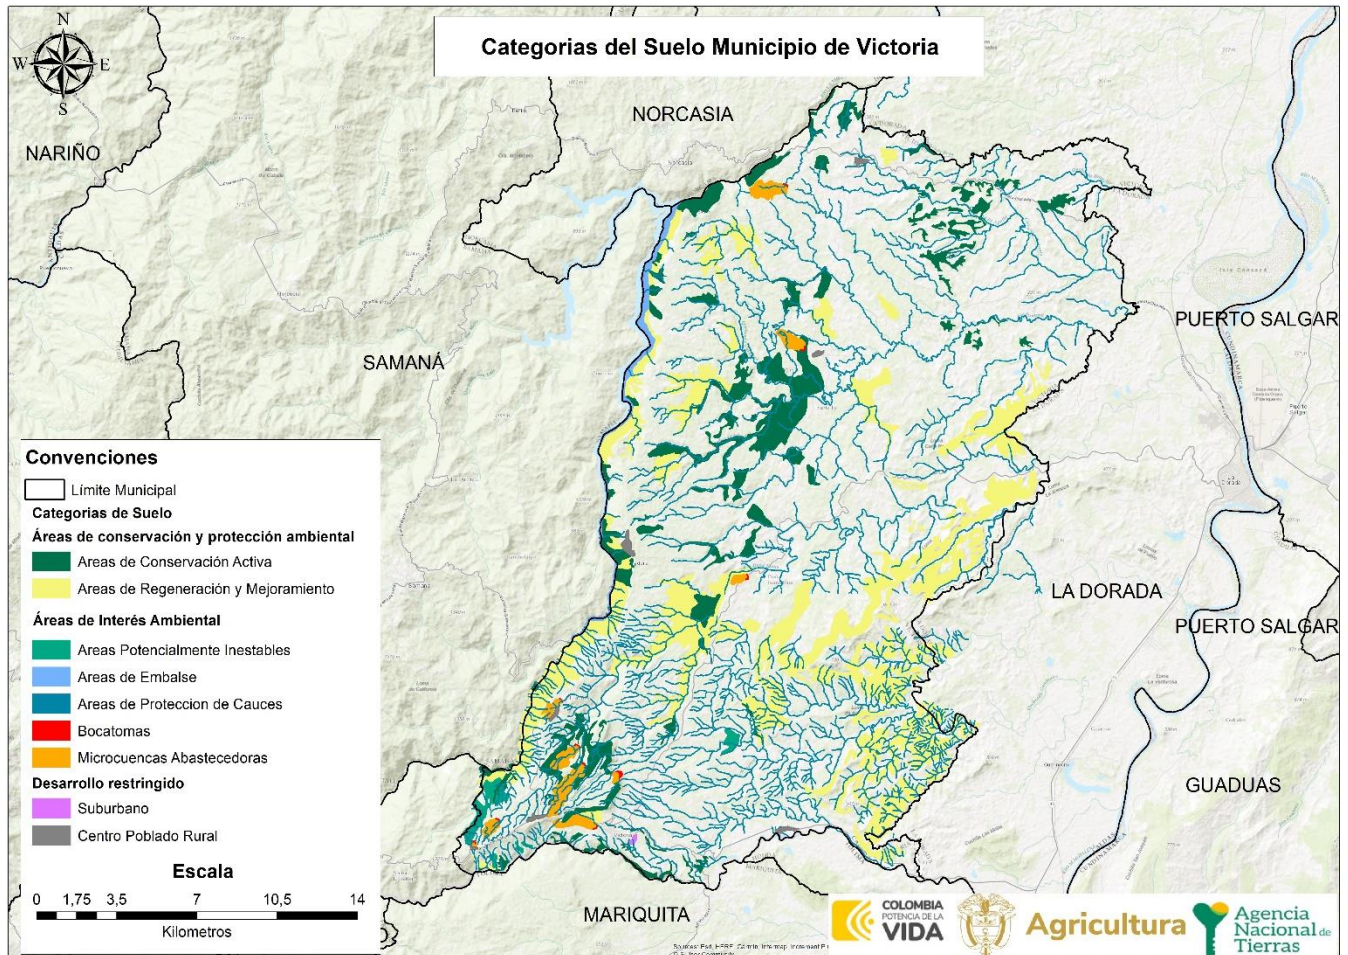 Categorias del Suelo Municipio de Victoria
N
W
E
S
NORCASIA
NARIÑO
SAMANÁ
PUERTO SALGAR
LA DORADA
PUERTO SALGAR
GUADUAS
MARIQUITA
Convenciones
Límite Municipal
Categorias de Suelo
Áreas de conservación y protección ambiental
Areas de Conservación Activa
Areas de Regeneración y Mejoramiento
Áreas de Interés Ambiental
Areas Potencialmente Inestables
Areas de Embalse
Areas de Proteccion de Cauces
Bocatomas
Microcuencas Abastecedoras
Desarrollo restringido
Suburbano
Centro Poblado Rural
Escala
0 1,75 3,5 7 10,5 14
Kilometros
COLOMBIA
POTENCIA DE LA
VIDA
Agricultura
Agencia
Nacional de
Tierras